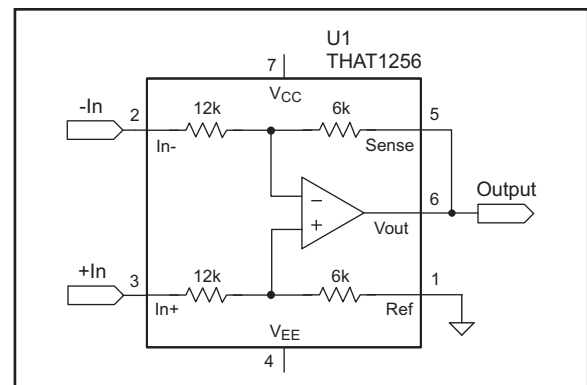 U1
THAT1256
7
VCC
-In
2
12k
6k
5
In-
Sense
Output
6
Vout
+In
3
12k
6k
1
In+
Ref
VEE
4